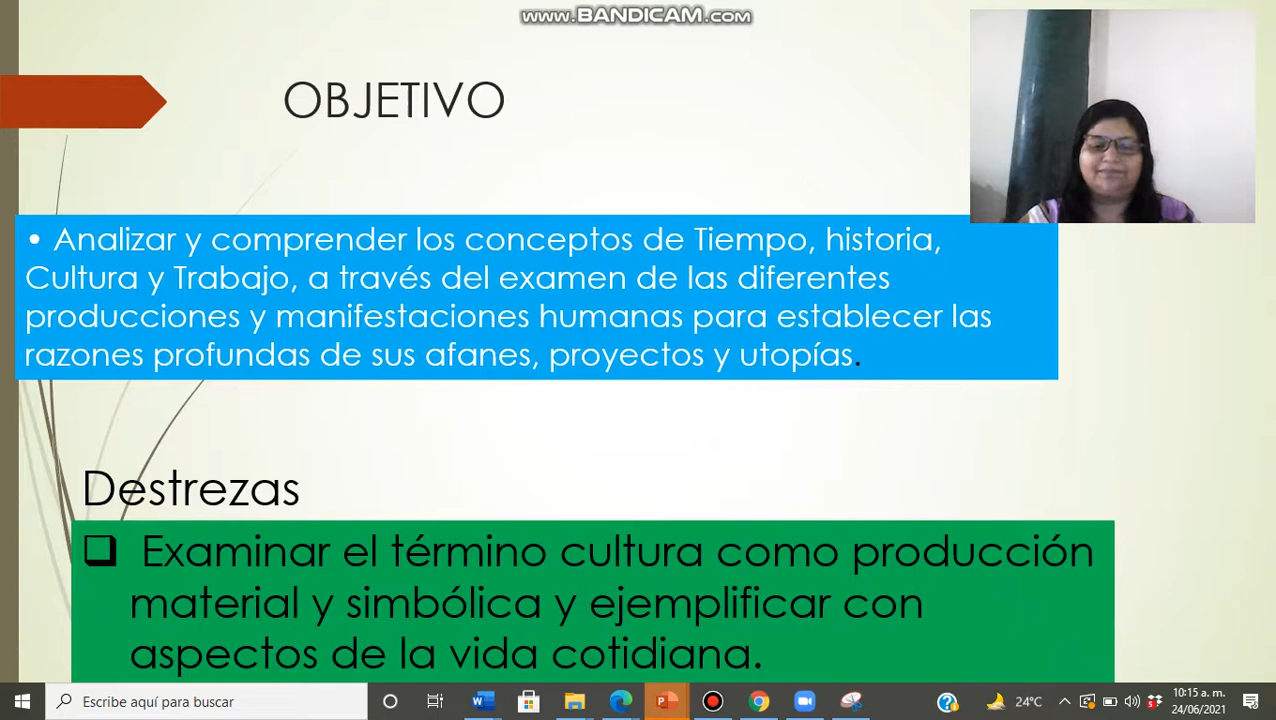 www.BANDICAM.com
OBJETIVO
• Analizar y comprender los conceptos de Tiempo, historia,
Cultura y Trabajo, a través del examen de las diferentes
producciones y manifestaciones humanas para establecer las
razones profundas de sus afanes, proyectos y utopías.
Destrezas
❑ Examinar el término cultura como producción
material y simbólica y ejemplificar con
aspectos de la vida cotidiana.
Escribe aquí para buscar
24°C
10:15 a. m.
24/06/2021